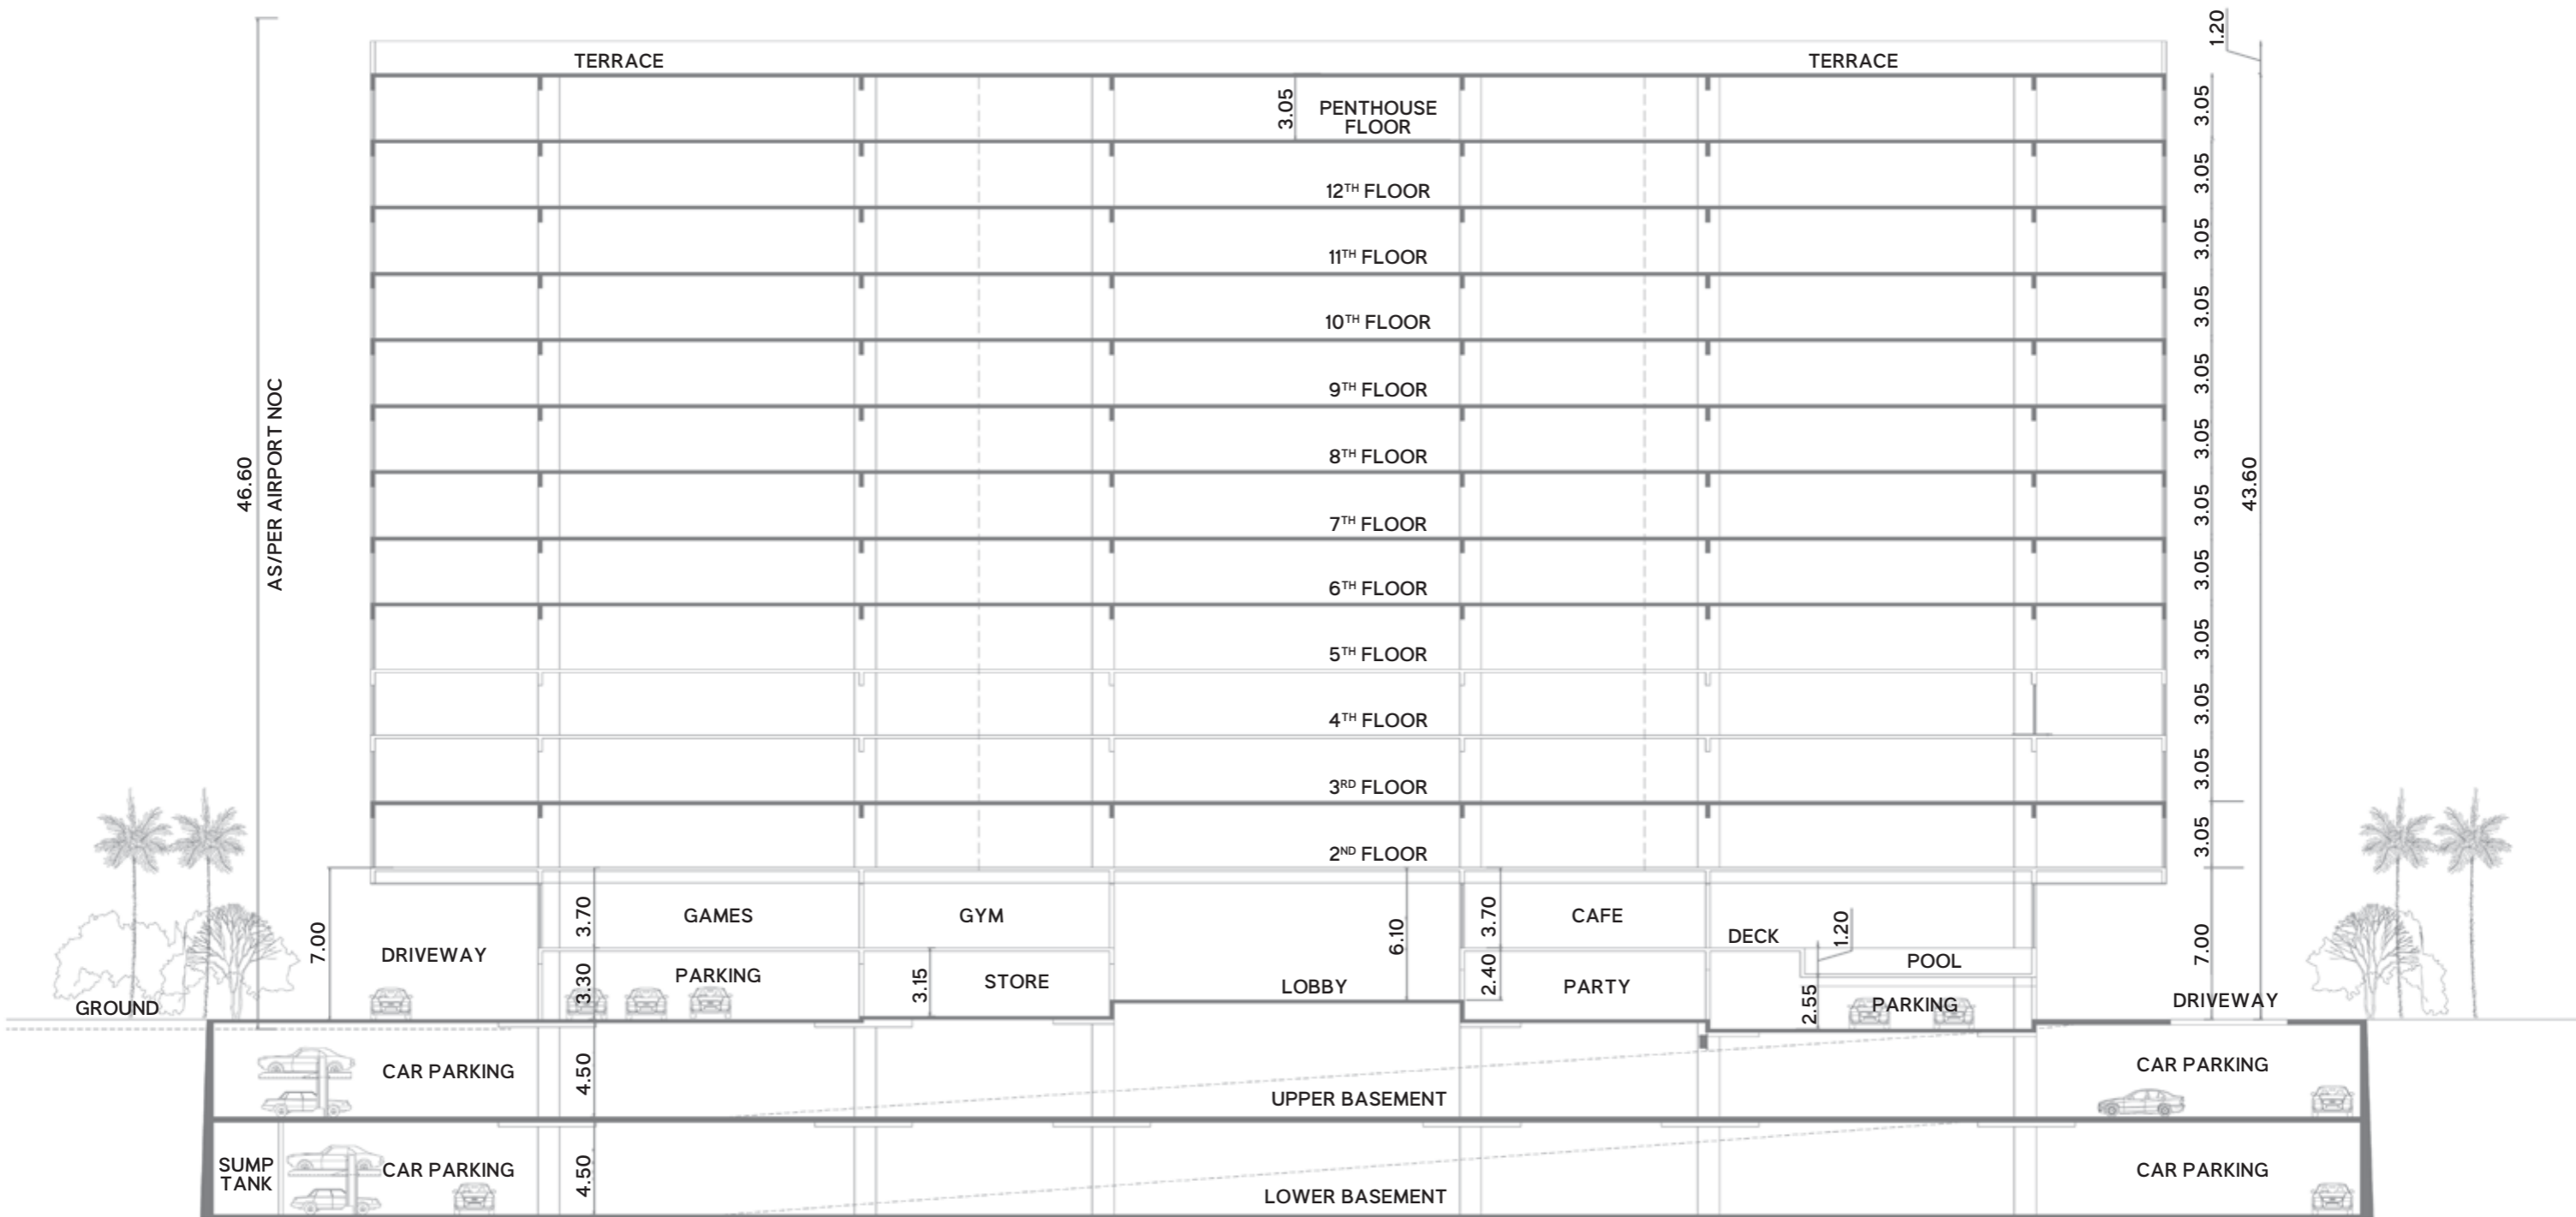 1.20
TERRACE
TERRACE
3.05
PENTHOUSE
FLOOR
3.05
12TH FLOOR
3.05
11TH FLOOR
3.05
10TH FLOOR
3.05
9TH FLOOR
3.05
46.60
AS/PER AIRPORT NOC
8TH FLOOR
3.05
43.60
7TH FLOOR
3.05
6TH FLOOR
3.05
5TH FLOOR
3.05
4TH FLOOR
3.05
3RD FLOOR
3.05
2ND FLOOR
3.05
7.00
DRIVEWAY
3.70
GAMES
GYM
6.10
3.70
CAFE
DECK
1.20
7.00
3.30
PARKING
3.15
STORE
LOBBY
2.40
PARTY
POOL
2.55
PARKING
DRIVEWAY
GROUND
CAR PARKING
4.50
UPPER BASEMENT
CAR PARKING
SUMP
TANK
CAR PARKING
4.50
LOWER BASEMENT
CAR PARKING